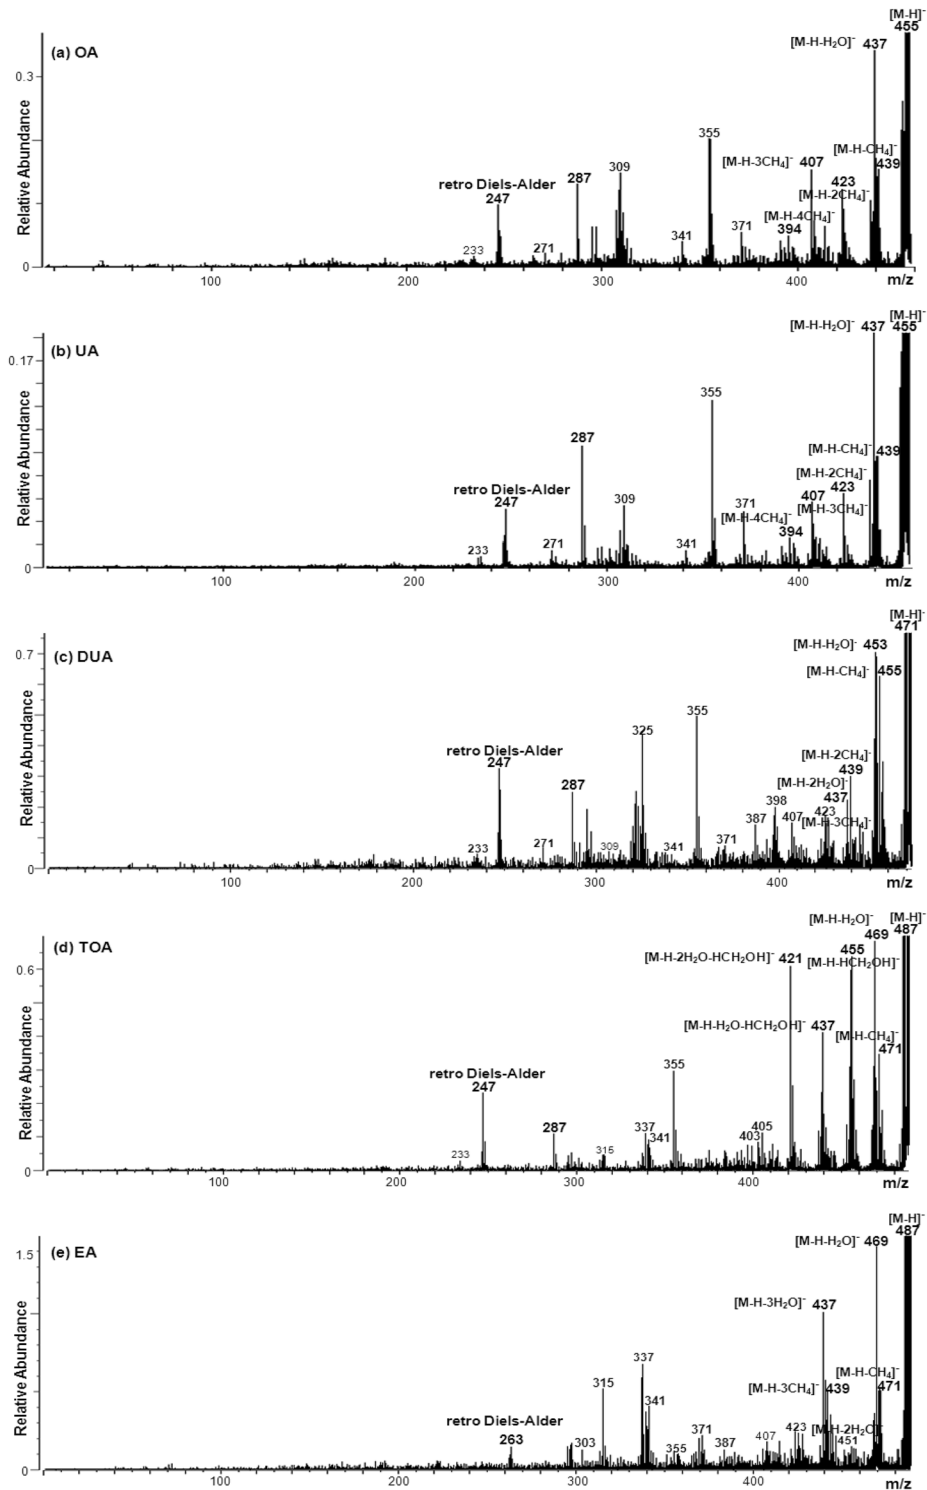 [M-H]⁻
(a) OA
[M-H-H₂O]⁻ 437 455
0.3
355
[M-H-CH₄]⁻
309
[M-H-3CH₄]⁻ 407 439
retro Diels-Alder 287 423
[M-H-2CH₄]⁻
247
[M-H-4CH₄]⁻
371 394
233 271 341
0
100 200 300 400 m/z
Relative Abundance
[M-H]⁻
[M-H-H₂O]⁻ 437 455
(b) UA
0.17
355
287
[M-H-CH₄]⁻ 439
[M-H-2CH₄]⁻
retro Diels-Alder 423
247 309 371 407
[M-H-3CH₄]⁻
[M-H-4CH₄]⁻
394
233 271 341
0
100 200 300 400 m/z
Relative Abundance
[M-H]⁻
471
(c) DUA
[M-H-H₂O]⁻ 453
0.7
[M-H-CH₄]⁻ 455
355
325
retro Diels-Alder [M-H-2CH₄]⁻
247 439
287 [M-H-2H₂O]⁻
437
398
387 407 423
[M-H-3CH₄]⁻
233 271 309 341 371
0
100 200 300 400 m/z
Relative Abundance
[M-H-H₂O]⁻ [M-H]⁻
469 487
(d) TOA
455
[M-H-2H₂O-HCH₂OH]⁻ 421 [M-H-HCH₂OH]⁻
0.6
[M-H-H₂O-HCH₂OH]⁻ 437
[M-H-CH₄]⁻
471
355
retro Diels-Alder
247
287 337 341 403 405
233 315
0
200 200 300 400 m/z
Relative Abundance
[M-H]⁻
487
(e) EA
[M-H-H₂O]⁻ 469
1.5
[M-H-3H₂O]⁻ 437
337
315 [M-H-CH₄]⁻
341 [M-H-3CH₄]⁻ 439 471
retro Diels-Alder
263 303 355 371 387 407 423 [M-H-2H₂O]⁻
451
0
200 200 300 400 m/z
Relative Abundance